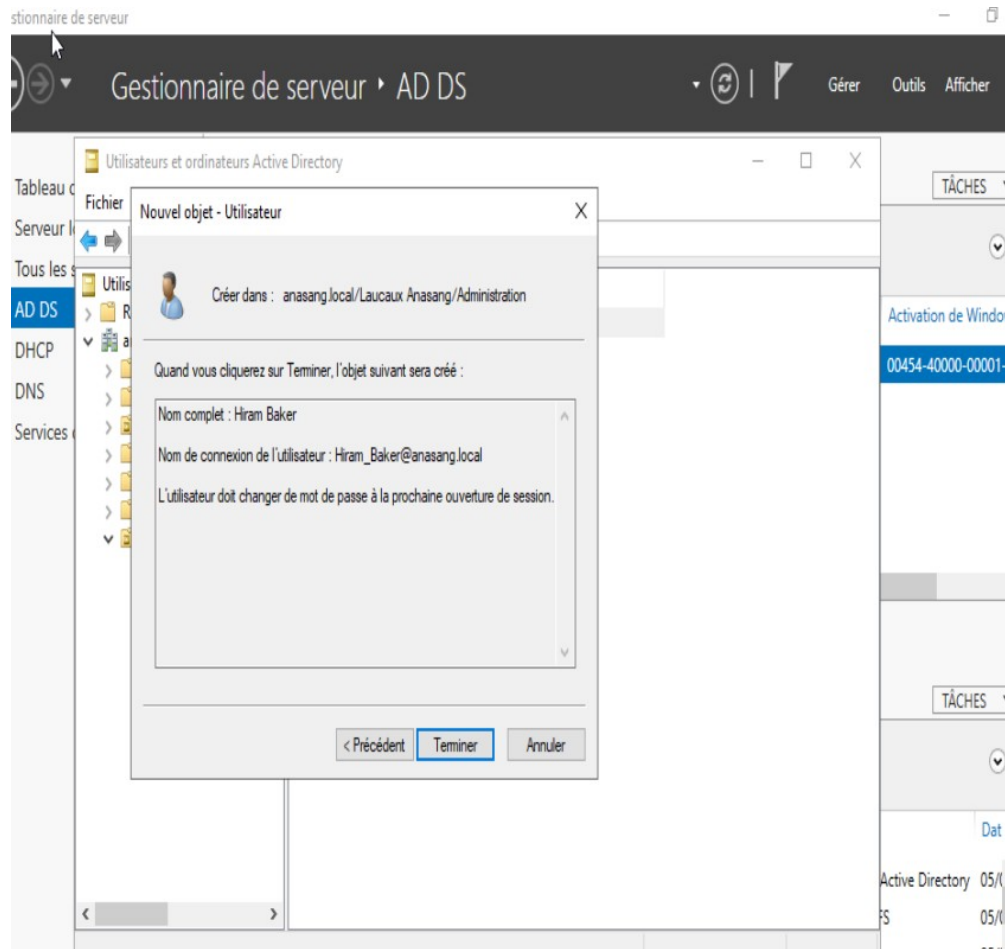 stionnaire de serveur
Gestionnaire de serveur ‣ AD DS
Gérer Outils Afficher
Utilisateurs et ordinateurs Active Directory
TÂCHES
Tableau
Fichier
Nouvel objet - Utilisateur
Serveur
Tous les
Utilis
Créer dans : anasang.local/Laucaux Anasang/Administration
AD DS
R
Activation de Windo
a
DHCP
Quand vous cliquerez sur Terminer, l'objet suivant sera créé :
00454-40000-00001-
DNS
Nom complet : Hiram Baker
Services
Nom de connexion de l'utilisateur : Hiram_Baker@anasang.local
L'utilisateur doit changer de mot de passe à la prochaine ouverture de session.
TÂCHES
< Précédent Terminer Annuler
Dat
Active Directory 05/
FS 05/